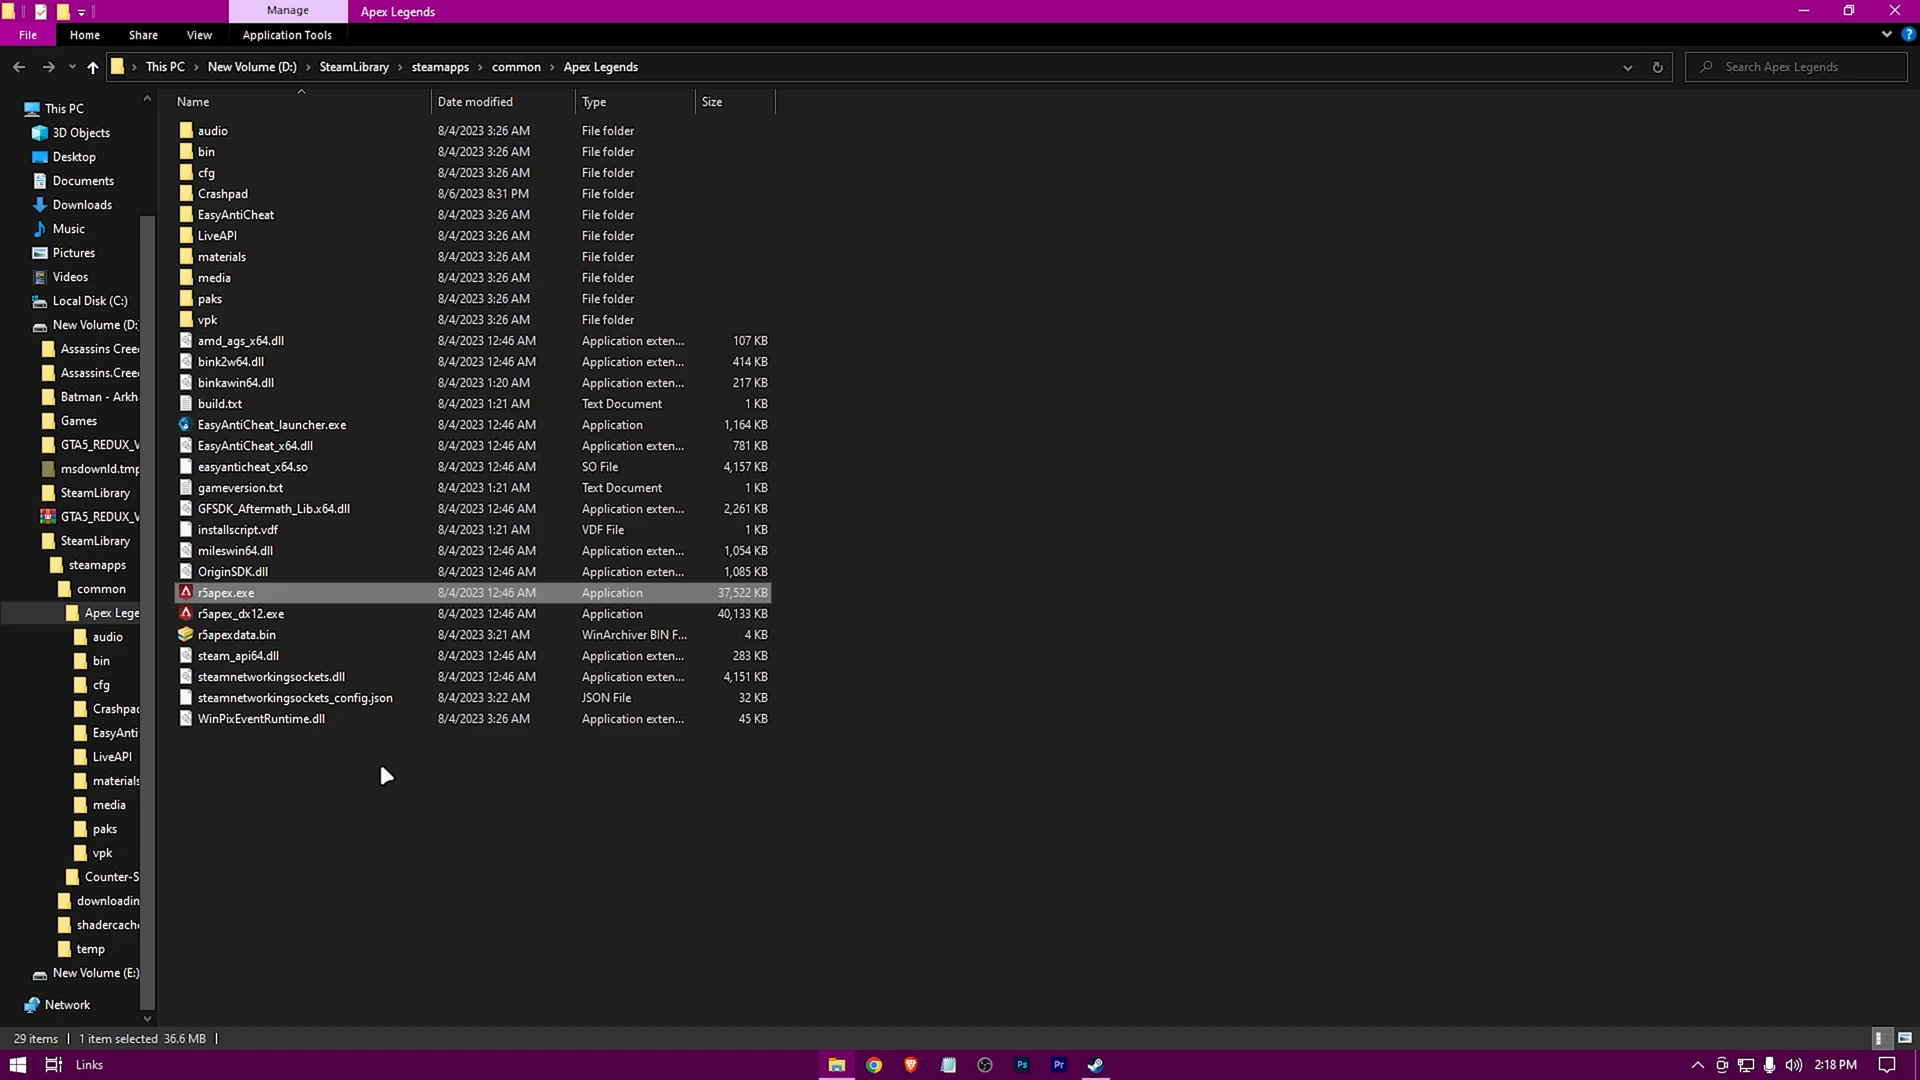 Manage
Apex Legends
File
Home
Share
View
Application Tools
This PC
New Volume (D:)
SteamLibrary
steamapps
common
Apex Legends
Search Apex Legends
Name
Date modified
Type
Size
This PC
3D Objects
Desktop
Documents
Downloads
Music
Pictures
Videos
Local Disk (C:)
New Volume (D:
Assassins Cree
Assassins.Cree
Batman - Arkh
Games
GTA5_REDUX_V
msdownld.tmp
SteamLibrary
GTA5_REDUX_V
SteamLibrary
steamapps
common
Apex Lege
audio
bin
cfg
Crashpad
EasyAnti
LiveAPI
materials
media
paks
vpk
Counter-S
downloadin
shadercache
temp
New Volume (E:)
Network
audio 8/4/2023 3:26 AM File folder
bin 8/4/2023 3:26 AM File folder
cfg 8/4/2023 3:26 AM File folder
Crashpad 8/6/2023 8:31 PM File folder
EasyAntiCheat 8/4/2023 3:26 AM File folder
LiveAPI 8/4/2023 3:26 AM File folder
materials 8/4/2023 3:26 AM File folder
media 8/4/2023 3:26 AM File folder
paks 8/4/2023 3:26 AM File folder
vpk 8/4/2023 3:26 AM File folder
amd_ags_x64.dll 8/4/2023 12:46 AM Application exten... 107 KB
bink2w64.dll 8/4/2023 12:46 AM Application exten... 414 KB
binkawin64.dll 8/4/2023 1:20 AM Application exten... 217 KB
build.txt 8/4/2023 1:21 AM Text Document 1 KB
EasyAntiCheat_launcher.exe 8/4/2023 12:46 AM Application 1,164 KB
EasyAntiCheat_x64.dll 8/4/2023 12:46 AM Application exten... 781 KB
easyanticheat_x64.so 8/4/2023 12:46 AM SO File 4,157 KB
gameversion.txt 8/4/2023 1:21 AM Text Document 1 KB
GFSDK_Aftermath_Lib.x64.dll 8/4/2023 12:46 AM Application exten... 2,261 KB
installscript.vdf 8/4/2023 1:21 AM VDF File 1 KB
mileswin64.dll 8/4/2023 12:46 AM Application exten... 1,054 KB
OriginSDK.dll 8/4/2023 12:46 AM Application exten... 1,085 KB
r5apex.exe 8/4/2023 12:46 AM Application 37,522 KB
r5apex_dx12.exe 8/4/2023 12:46 AM Application 40,133 KB
r5apexdata.bin 8/4/2023 3:21 AM WinArchiver BIN F... 4 KB
steam_api64.dll 8/4/2023 12:46 AM Application exten... 283 KB
steamnetworkingsockets.dll 8/4/2023 12:46 AM Application exten... 4,151 KB
steamnetworkingsockets_config.json 8/4/2023 3:22 AM JSON File 32 KB
WinPixEventRuntime.dll 8/4/2023 3:26 AM Application exten... 45 KB
29 items
1 item selected 36.6 MB
Links
Ps
Pr
2:18 PM